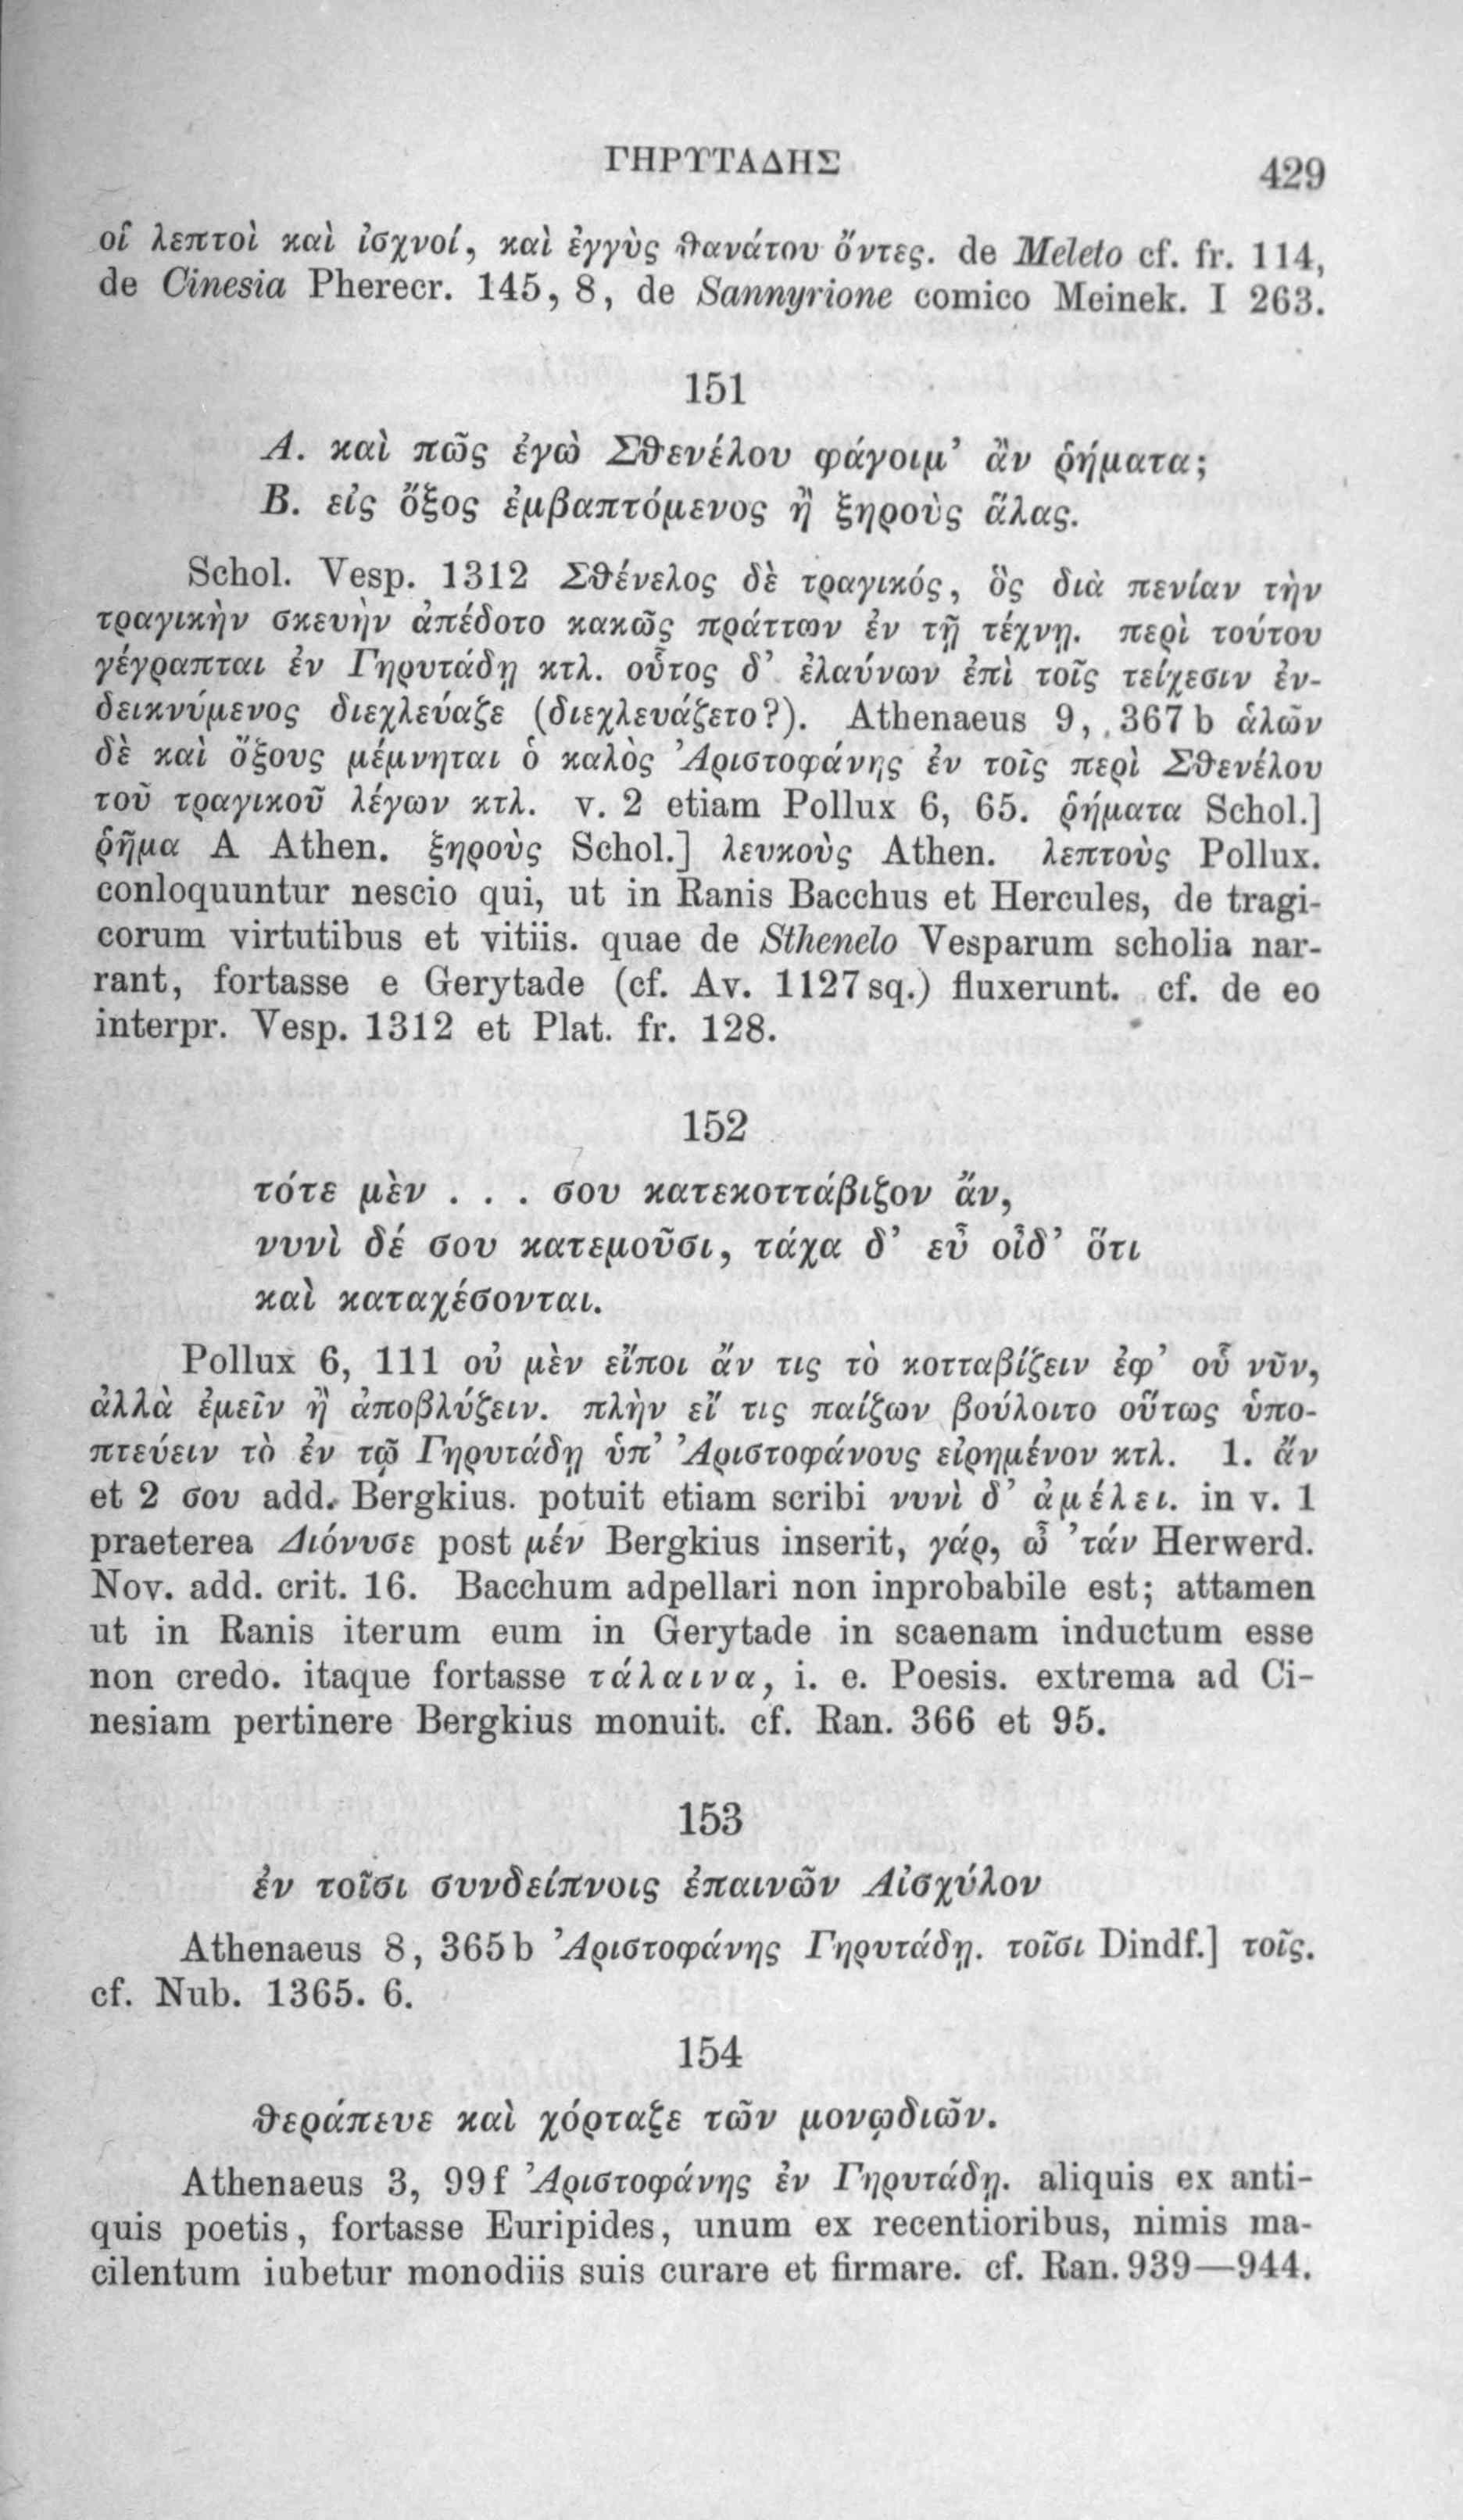 ΓΗΡΥΤΑΔΗΣ 429
οἱ λεπτοὶ καὶ ἰσχνοί, καὶ ἐγγὺς θανάτου ὄντες. de Meleto cf. fr. 114,
de Cinesia Pherecr. 145, 8, de Sannyrione comico Meinek. I 263.
151
Α. καὶ πῶς ἐγὼ Σθενέλου φάγοιμ’ ἂν ῥήματα;
Β. εἰς ὄξος ἐμβαπτόμενος ἢ ξηροὺς ἅλας.
Schol. Vesp. 1312 Σθένελος δὲ τραγικός, ὃς διὰ πενίαν τὴν
τραγικὴν σκευὴν ἀπέδοτο κακῶς πράττων ἐν τῇ τέχνῃ. περὶ τούτου
γέγραπται ἐν Γηρυτάδῃ κτλ. οὗτος δ’ ἐλαύνων ἐπὶ τοῖς τείχεσιν ἐν-
δεικνύμενος διεχλεύαζε (διεχλευάζετο?). Athenaeus 9, 367 b ἁλῶν
δὲ καὶ ὄξους μέμνηται ὁ καλὸς Ἀριστοφάνης ἐν τοῖς περὶ Σθενέλου
τοῦ τραγικοῦ λέγων κτλ. v. 2 etiam Pollux 6, 65. ῥήματα Schol.]
ῥῆμα A Athen. ξηροὺς Schol.] λευκοὺς Athen. λεπτοὺς Pollux.
conloquuntur nescio qui, ut in Ranis Bacchus et Hercules, de tragi-
corum virtutibus et vitiis. quae de Sthenelo Vesparum scholia nar-
rant, fortasse e Gerytade (cf. Av. 1127 sq.) fluxerunt. cf. de eo
interpr. Vesp. 1312 et Plat. fr. 128.
152
τότε μὲν . . . σου κατεκοττάβιζον ἄν,
νυνὶ δέ σου κατεμοῦσι, τάχα δ’ εὖ οἶδ’ ὅτι
καὶ καταχέσονται.
Pollux 6, 111 οὐ μὲν εἴποι ἄν τις τὸ κοτταβίζειν ἐφ’ οὗ νῦν,
ἀλλὰ ἐμεῖν ἢ ἀποβλύζειν. πλὴν εἴ τις παίζων βούλοιτο οὕτως ὑπο-
πτεύειν τὸ ἐν τῷ Γηρυτάδῃ ὑπ’ Ἀριστοφάνους εἰρημένον κτλ. 1. ἄν
et 2 σου add. Bergkius. potuit etiam scribi νυνὶ δ’ ἀμέλει. in v. 1
praeterea Διόνυσε post μέν Bergkius inserit, γάρ, ὦ ’τάν Herwerd.
Nov. add. crit. 16. Bacchum adpellari non inprobabile est; attamen
ut in Ranis iterum eum in Gerytade in scaenam inductum esse
non credo. itaque fortasse τάλαινα, i. e. Poesis. extrema ad Ci-
nesiam pertinere Bergkius monuit. cf. Ran. 366 et 95.
153
ἐν τοῖσι συνδείπνοις ἐπαινῶν Αἰσχύλον
Athenaeus 8, 365 b Ἀριστοφάνης Γηρυτάδῃ. τοῖσι Dindf.] τοῖς.
cf. Nub. 1365. 6.
154
θεράπευε καὶ χόρταζε τῶν μονῳδιῶν.
Athenaeus 3, 99 f Ἀριστοφάνης ἐν Γηρυτάδῃ. aliquis ex anti-
quis poetis, fortasse Euripides, unum ex recentioribus, nimis ma-
cilentum iubetur monodiis suis curare et firmare. cf. Ran. 939—944.